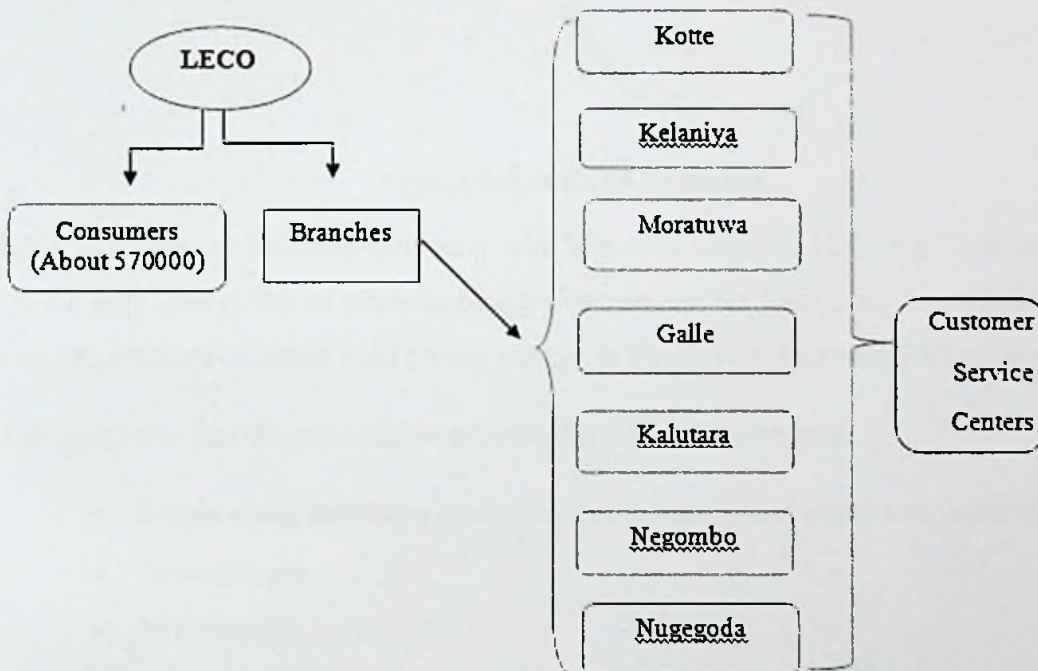 LECO
Consumers
(About 570000)
Branches
Kotte
Kelaniya
Moratuwa
Galle
Kalutara
Negombo
Nugegoda
Customer
Service
Centers